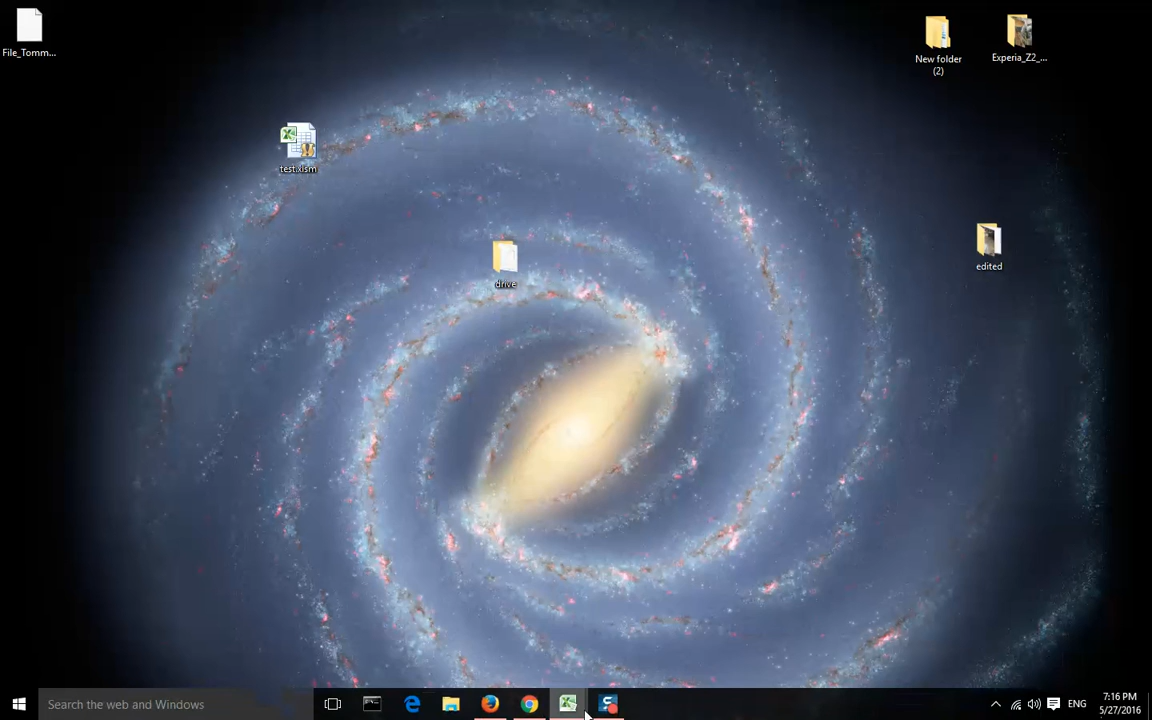 File_Tomm...
New folder
(2)
Experia_Z2_...
test.xlsm
edited
drive
Search the web and Windows
ENG
7:16 PM
5/27/2016